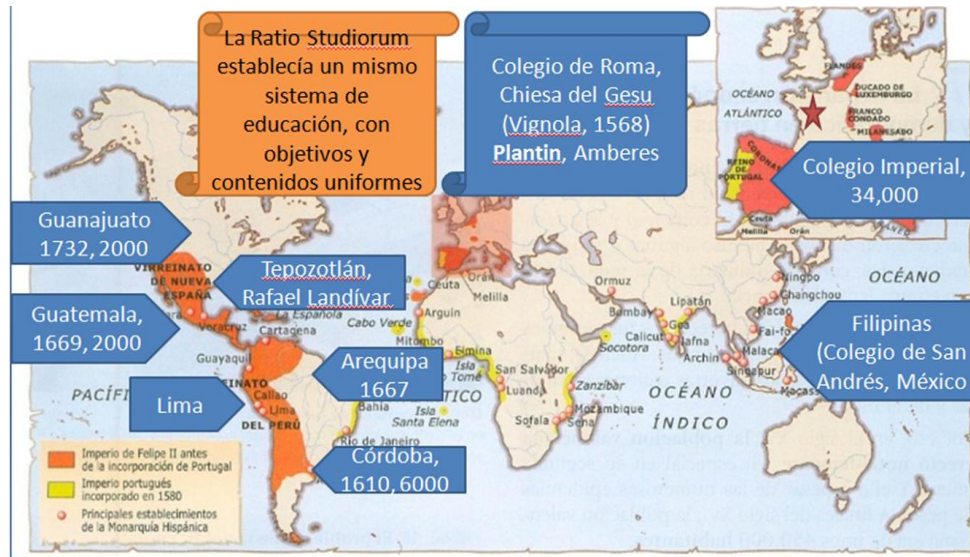 La Ratio Studiorum
establecía un mismo
sistema de
educación, con
objetivos y
contenidos uniformes
Colegio de Roma,
Chiesa del Gesu
(Vignola, 1568)
Plantin, Amberes
FLANDES
DUCADO DE
LUXEMBURGO
OCÉANO
ATLÁNTICO
FRANCO
CONDADO
MILANESADO
CORONA
REINO
DE
PORTUGAL
Colegio Imperial,
34,000
Ceuta
Melilla
Orán
Guanajuato
1732, 2000
VIRREINATO
DE NUEVA
ESPAÑA
Tepozotlán,
Rafael Landívar
Guatemala,
1669, 2000
Veracruz
La Española
Cartagena
Guayaquil
Ceuta
Orán
Melilla
Cabo Verde
Arguin
Mitombo
Elmina
Isla
Tomé
San Salvador
Luanda
Zanzíbar
Mozambique
Sofala
Sena
Ormuz
Bombay
Lipatán
Goa
Calicut
Jafna
Socotora
Archin
Ningpo
Changchou
Macao
Fai-fo
Malaca
Singapur
Macass
OCÉANO
Filipinas
(Colegio de San
Andrés, México
Arequipa
1667
PACÍFI
Lima
Callao
Lima
DEL PERÚ
Bahía
Isla
Santa Elena
Río de Janeiro
OCÉANO
ÍNDICO
Córdoba,
1610, 6000
Imperio de Felipe II antes
de la incorporación de Portugal
Imperio portugués
incorporado en 1580
Principales establecimientos
de la Monarquía Hispánica